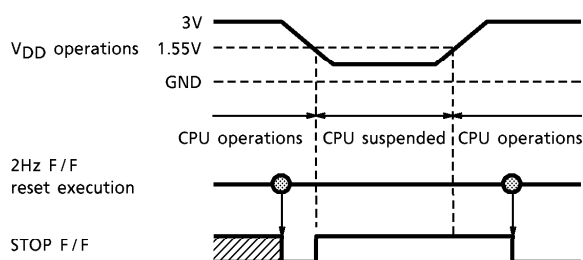 3V
VDD operations 1.55V
GND
CPU operations CPU suspended CPU operations
2Hz F/F
reset execution
STOP F/F